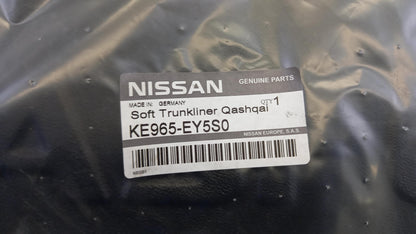 NISSAN GENUINE PARTS
MADE IN: GERMANY
Soft Trunkliner Qashqai QTY 1
KE965-EY5S0
NISSAN EUROPE, S.A.S.